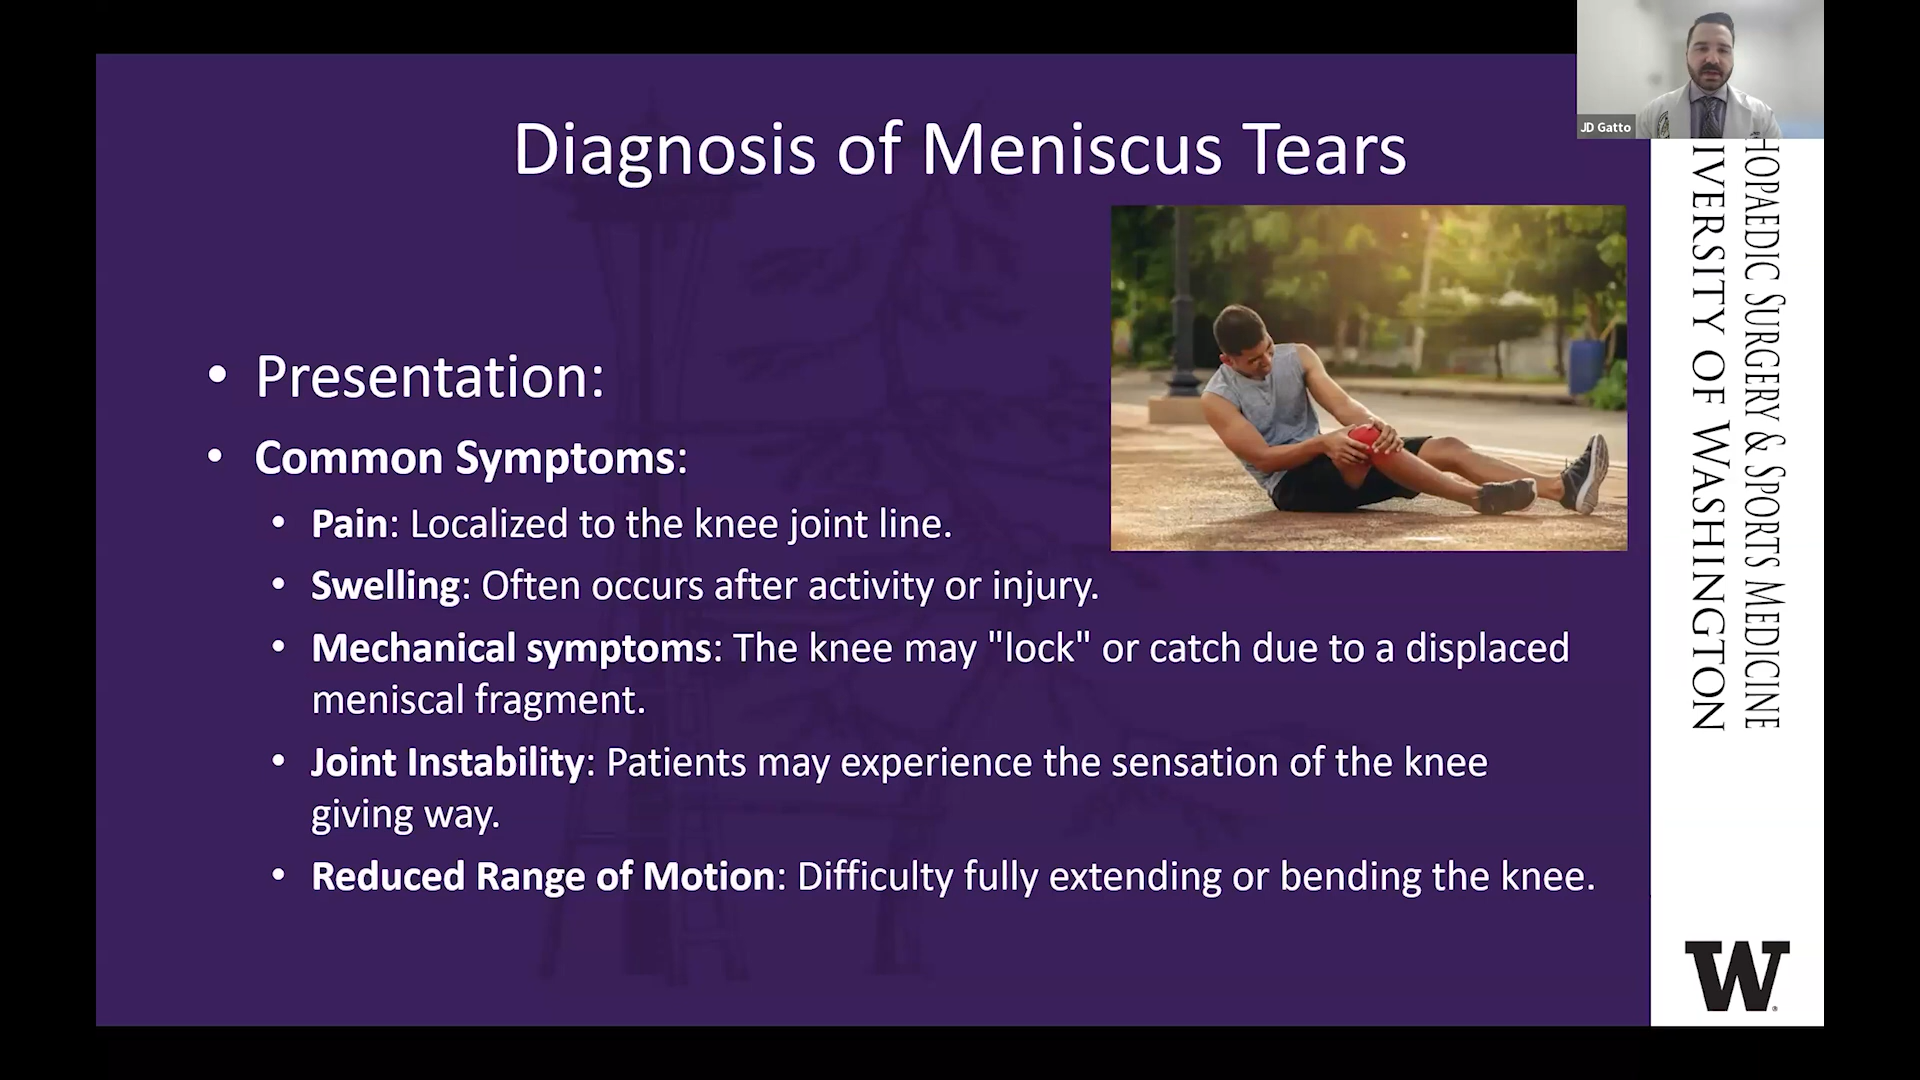 JD Gatto
Diagnosis of Meniscus Tears
• Presentation:
• Common Symptoms:
• Pain: Localized to the knee joint line.
• Swelling: Often occurs after activity or injury.
• Mechanical symptoms: The knee may "lock" or catch due to a displaced
meniscal fragment.
• Joint Instability: Patients may experience the sensation of the knee
giving way.
• Reduced Range of Motion: Difficulty fully extending or bending the knee.
HOPAEDIC SURGERY & SPORTS MEDICINE
IVERSITY OF WASHINGTON
W